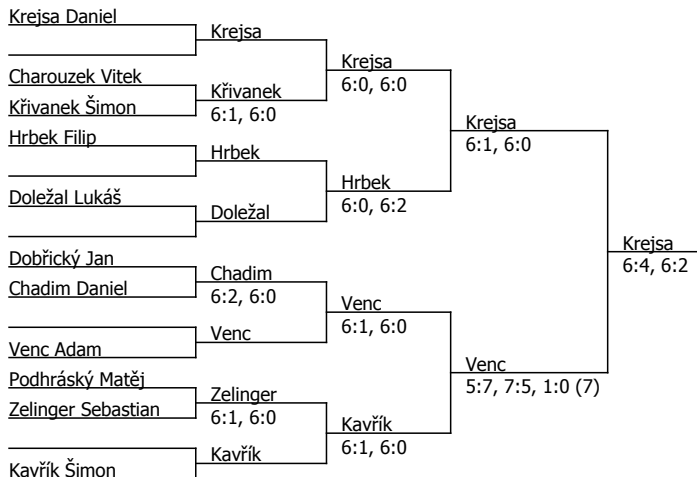 Krejsa Daniel
Charouzek Vitek
Křivanek Šimon
Hrbek Filip
Doležal Lukáš
Dobřický Jan
Chadim Daniel
Venc Adam
Podhráský Matěj
Zelinger Sebastian
Kavřík Šimon
Krejsa
Křivanek
6:1, 6:0
Hrbek
Doležal
Chadim
6:2, 6:0
Venc
Zelinger
6:1, 6:0
Kavřík
Krejsa
6:0, 6:0
Hrbek
6:0, 6:2
Venc
6:1, 6:0
Kavřík
6:1, 6:0
Krejsa
6:1, 6:0
Venc
5:7, 7:5, 1:0 (7)
Krejsa
6:4, 6:2